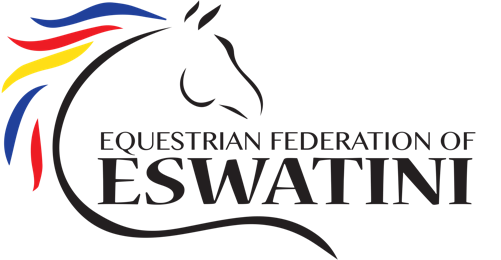 EQUESTRIAN FEDERATION OF
ESWATINI